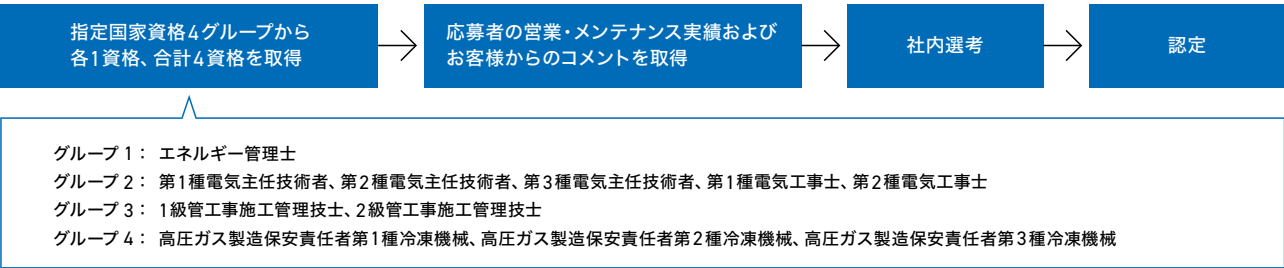 指定国家資格4グループから
各1資格、合計4資格を取得
応募者の営業・メンテナンス実績および
お客様からのコメントを取得
社内選考
認定
グループ 1： エネルギー管理士
グループ 2： 第1種電気主任技術者、第2種電気主任技術者、第3種電気主任技術者、第1種電気工事士、第2種電気工事士
グループ 3： 1級管工事施工管理技士、2級管工事施工管理技士
グループ 4： 高圧ガス製造保安責任者第1種冷凍機械、高圧ガス製造保安責任者第2種冷凍機械、高圧ガス製造保安責任者第3種冷凍機械